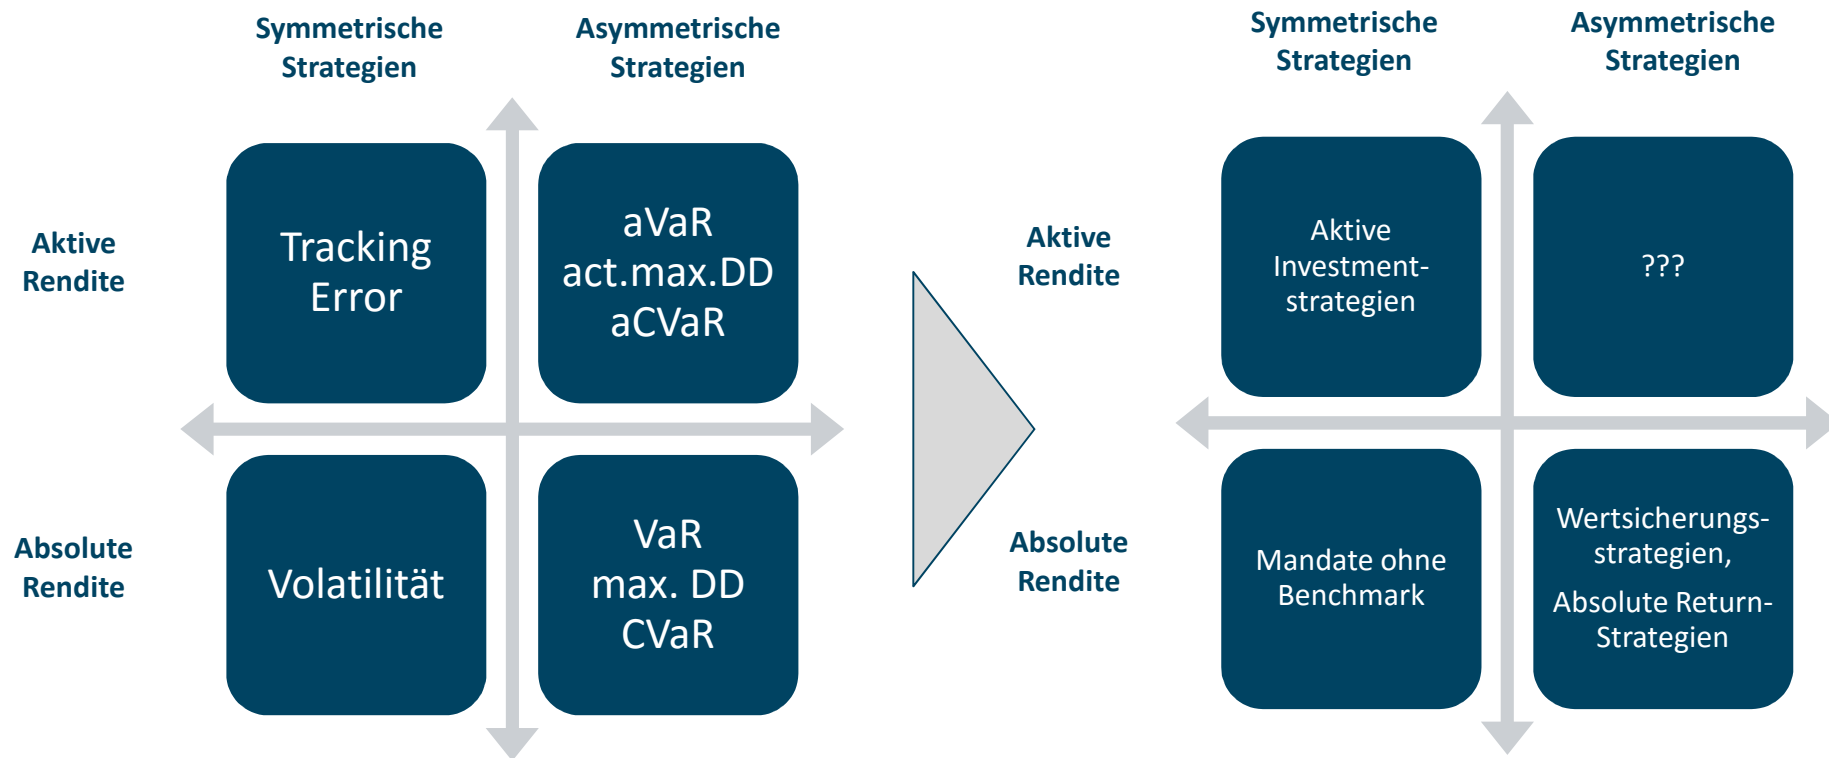 Symmetrische
Strategien
Asymmetrische
Strategien
Aktive
Rendite
Tracking
Error
aVaR
act.max.DD
aCVaR
Absolute
Rendite
Volatilität
VaR
max. DD
CVaR
Symmetrische
Strategien
Asymmetrische
Strategien
Aktive
Rendite
Aktive
Investment-
strategien
???
Absolute
Rendite
Mandate ohne
Benchmark
Wertsicherungs-
strategien,
Absolute Return-
Strategien